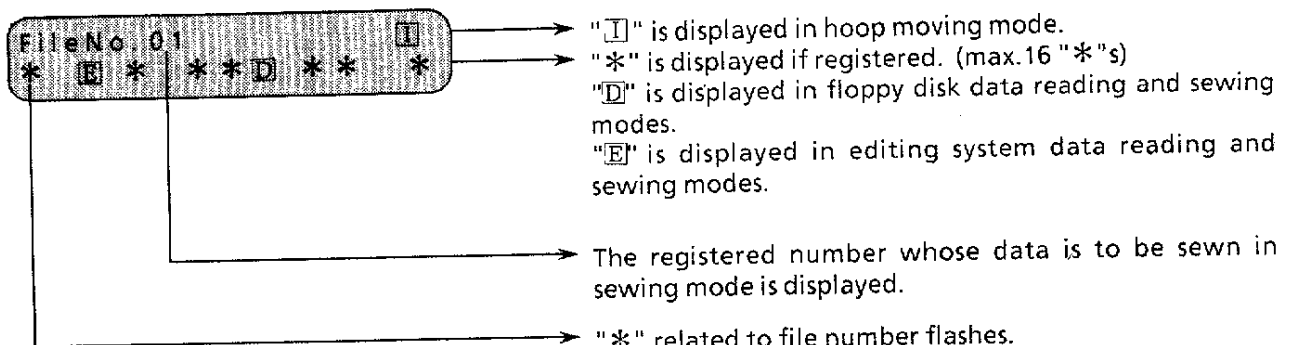 FileNo.01 🄸
* 🄴 * * * 🄳 * * *
"🄸" is displayed in hoop moving mode.
"*" is displayed if registered. (max.16 "*"s)
"🄳" is displayed in floppy disk data reading and sewing
modes.
"🄴" is displayed in editing system data reading and
sewing modes.
The registered number whose data is to be sewn in
sewing mode is displayed.
"*" related to file number flashes.